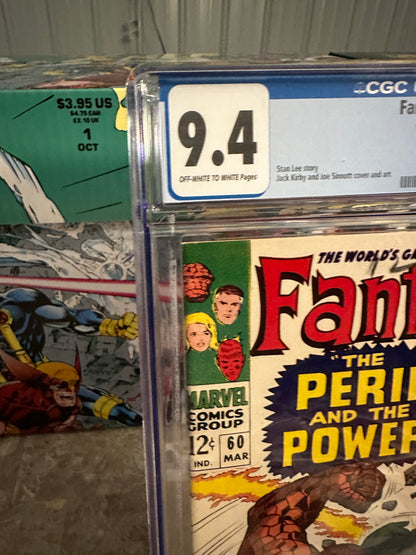 $3.95 US
$4.75 CAN
£2.10 UK
1
OCT
CGC
9.4
OFF-WHITE TO WHITE Pages
Fan
Stan Lee story
Jack Kirby and Joe Sinnott cover and art
THE WORLD'S G
Fant
MARVEL
COMICS
GROUP
12¢
IND.
60
MAR
"THE
PERIL
AND THE
POWER